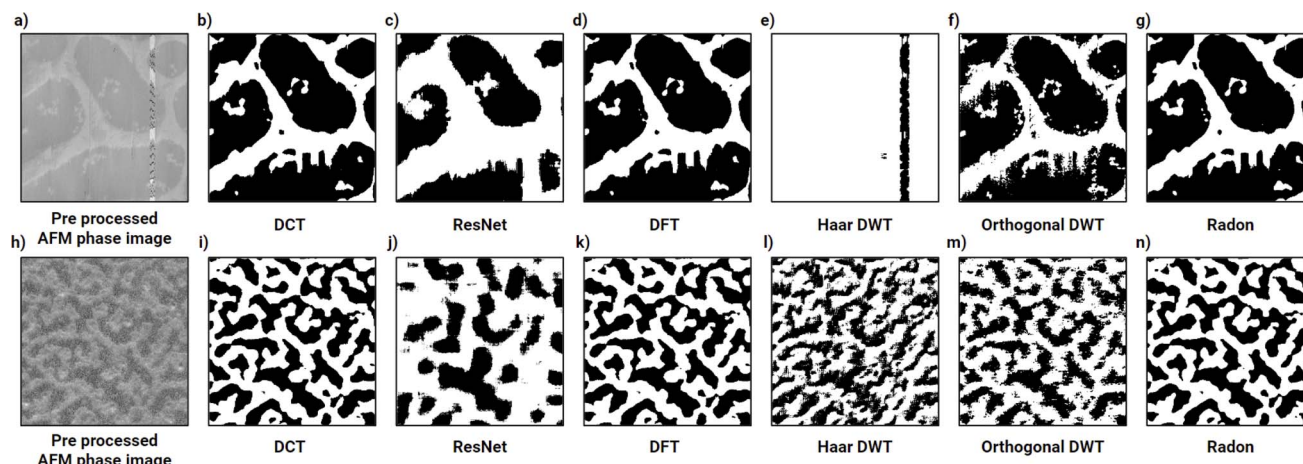 a) b) c) d) e) f) g)
Pre processed
AFM phase image
DCT ResNet DFT Haar DWT Orthogonal DWT Radon
h) i) j) k) l) m) n)
Pre processed
AFM phase image
DCT ResNet DFT Haar DWT Orthogonal DWT Radon